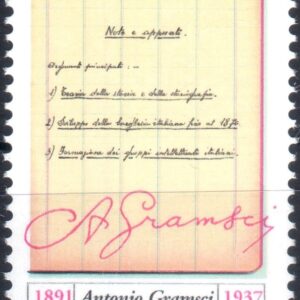 Note e appunti.
Argomenti principali: -
1) Teoria della storia e della storiografia.
2) Sviluppo della borghesia italiana fino al 1870.
3) Formazione dei gruppi intellettuali italiani.
A Gramsci
1891 Antonio Gramsci 1937